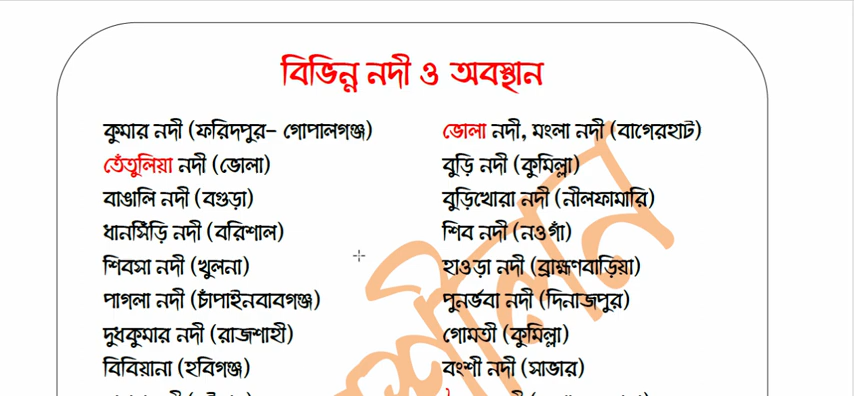 বিভিন্ন নদী ও অবস্থান
কুমার নদী (ফরিদপুর– গোপালগঞ্জ)
তেঁতুলিয়া নদী (ভোলা)
বাঙালি নদী (বগুড়া)
ধানসিঁড়ি নদী (বরিশাল)
শিবসা নদী (খুলনা)
পাগলা নদী (চাঁপাইনবাবগঞ্জ)
দুধকুমার নদী (রাজশাহী)
বিবিয়ানা (হবিগঞ্জ)
ভোলা নদী, মংলা নদী (বাগেরহাট)
বুড়ি নদী (কুমিল্লা)
বুড়িখোরা নদী (নীলফামারি)
শিব নদী (নওগাঁ)
হাওড়া নদী (ব্রাহ্মণবাড়িয়া)
পুনর্ভবা নদী (দিনাজপুর)
গোমতী (কুমিল্লা)
বংশী নদী (সাভার)